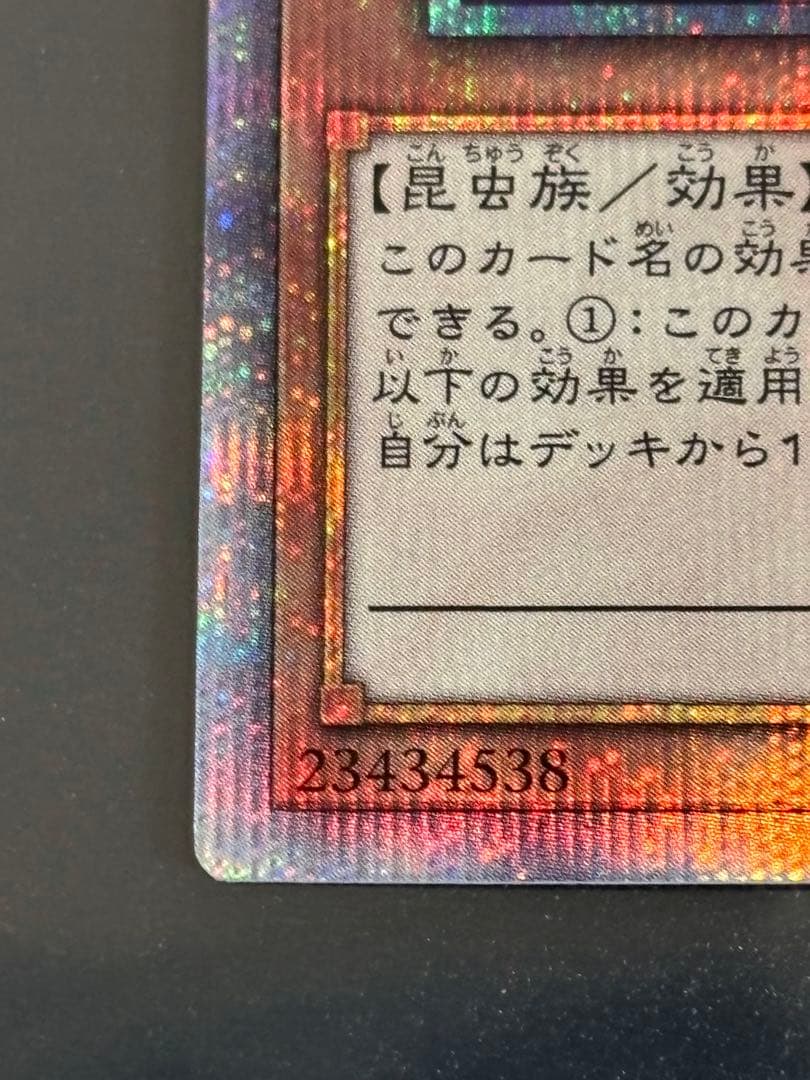 【昆虫族／効果】
このカード名の効果
できる。①：このカ
以下の効果を適用
自分はデッキから1
23434538